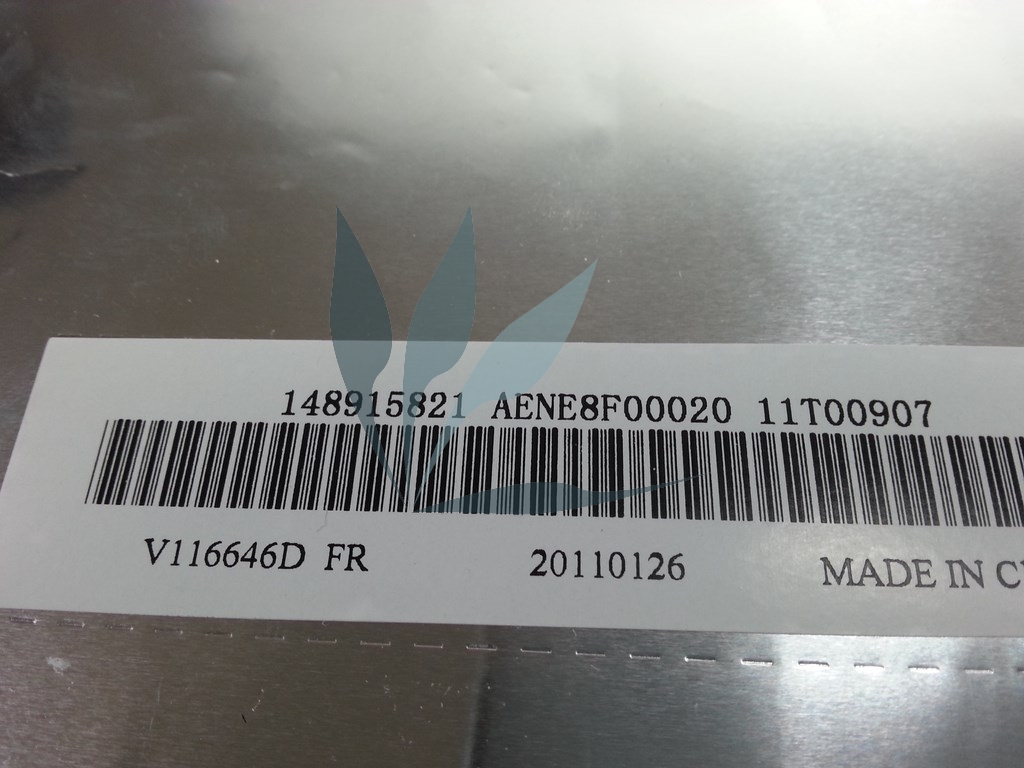 148915821 AENE8F00020 11T00907
V116646D FR 20110126 MADE IN